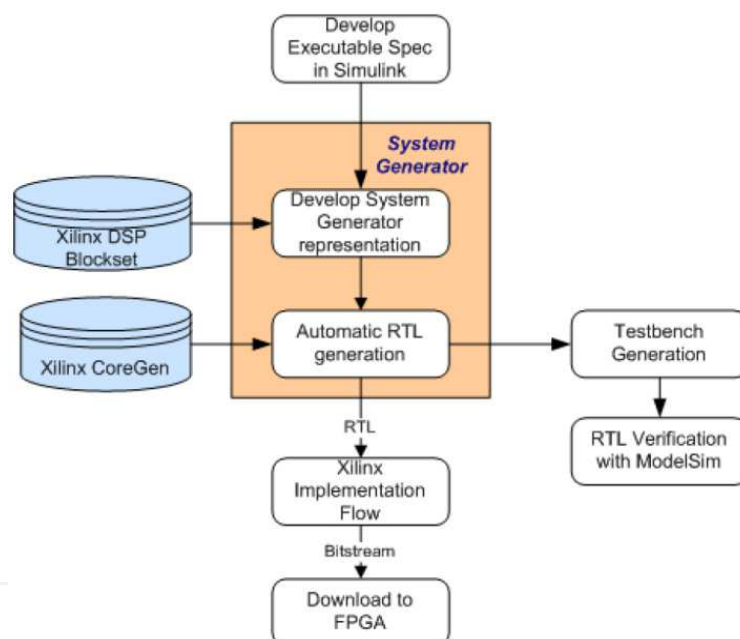 Develop
Executable Spec
in Simulink
System
Generator
Develop System
Generator
representation
Xilinx DSP
Blockset
Automatic RTL
generation
Xilinx CoreGen
Testbench
Generation
RTL
RTL Verification
with ModelSim
Xilinx
Implementation
Flow
Bitstream
Download to
FPGA